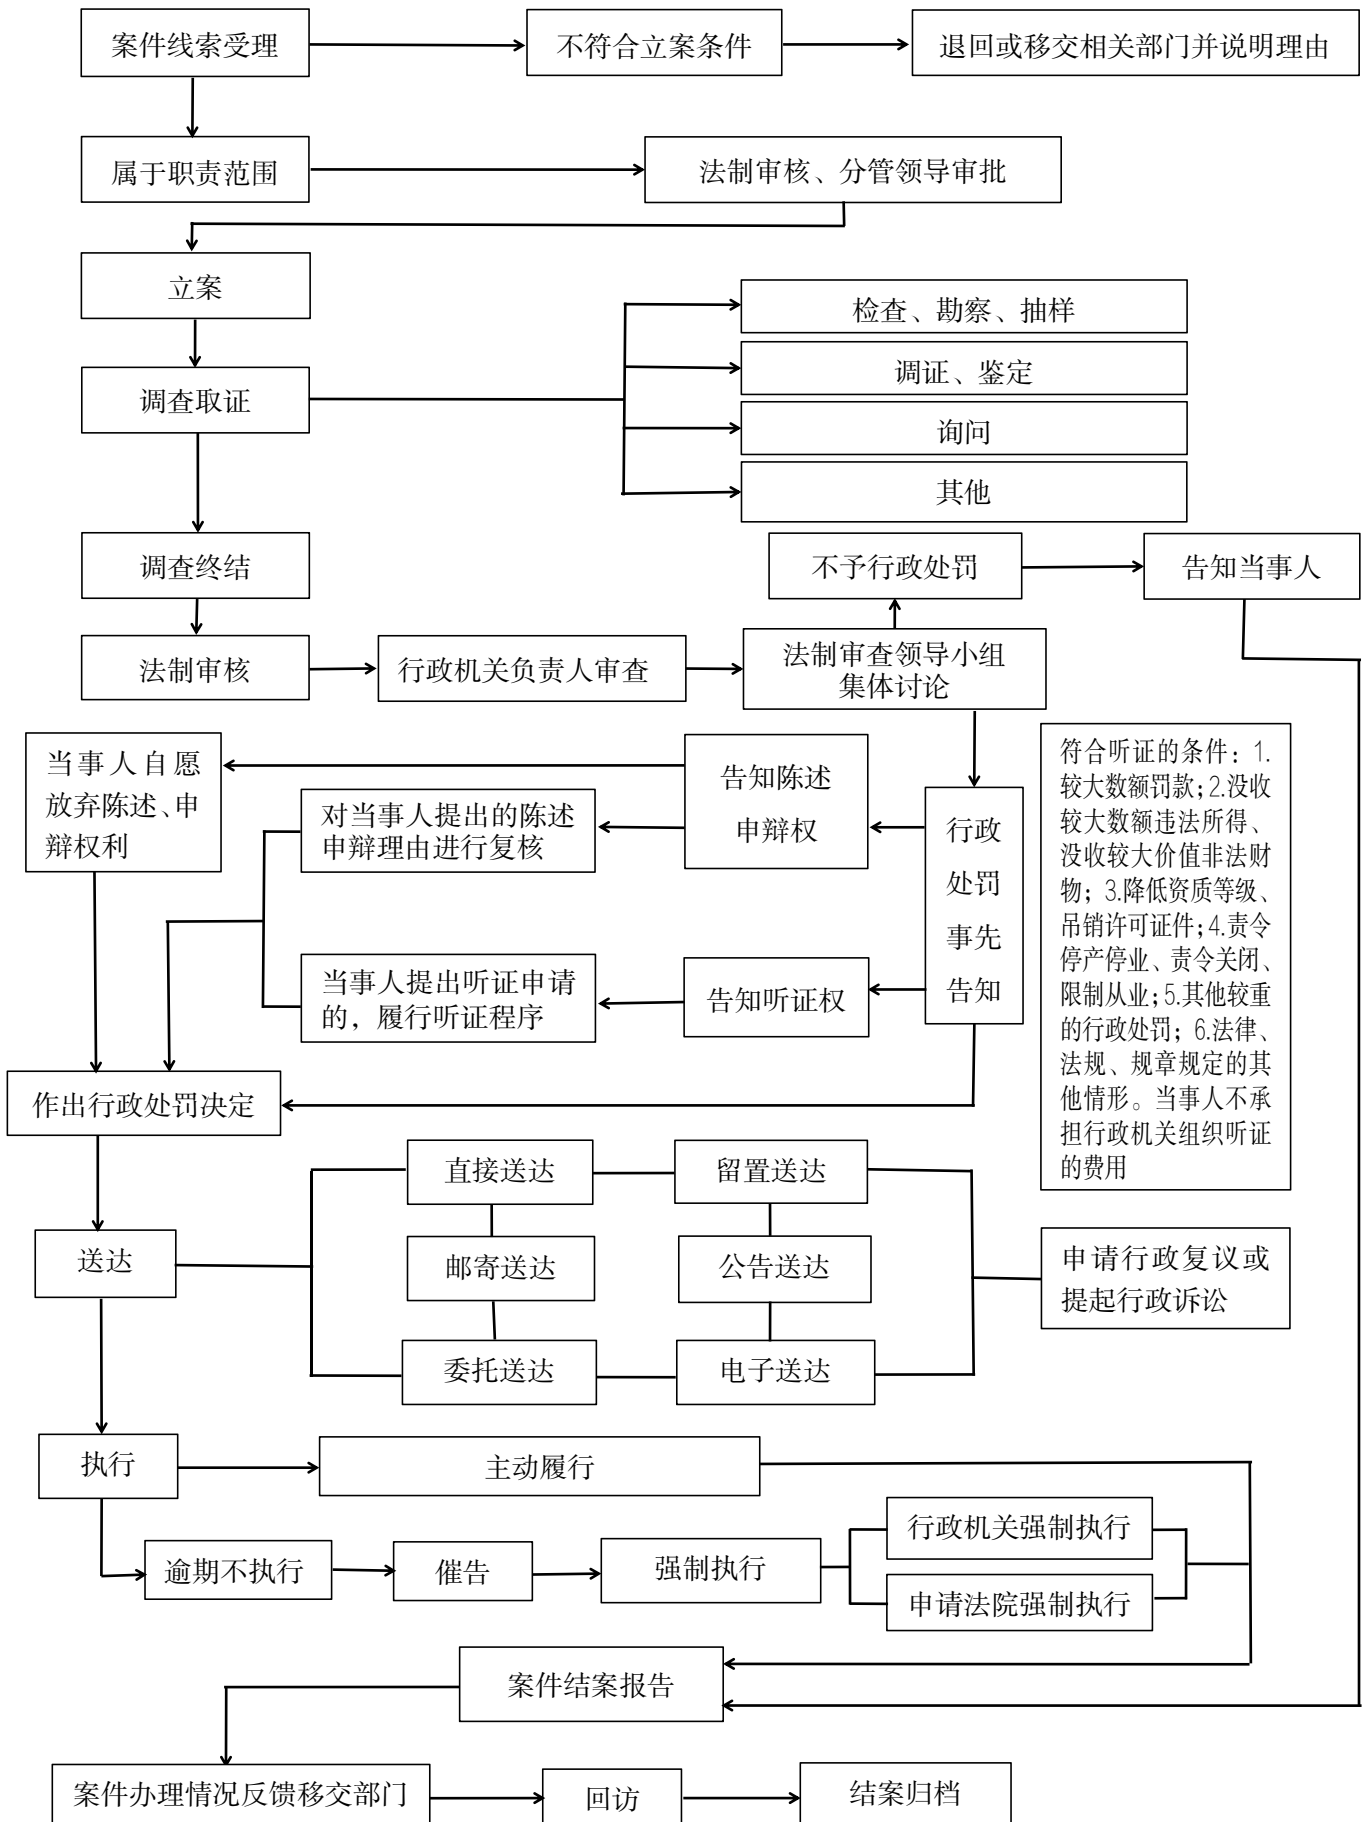 案件线索受理
不符合立案条件
退回或移交相关部门并说明理由
属于职责范围
法制审核、分管领导审批
立案
检查、勘察、抽样
调证、鉴定
调查取证
询问
其他
调查终结
不予行政处罚
告知当事人
法制审核
行政机关负责人审查
法制审查领导小组
集体讨论
当事人自愿
放弃陈述、申
辩权利
对当事人提出的陈述
申辩理由进行复核
告知陈述
申辩权
行政
处罚
事先
告知
符合听证的条件：1.
较大数额罚款；2.没收
较大数额违法所得、
没收较大价值非法财
物；3.降低资质等级、
吊销许可证件；4.责令
停产停业、责令关闭、
限制从业；5.其他较重
的行政处罚；6.法律、
法规、规章规定的其
他情形。当事人不承
担行政机关组织听证
的费用
当事人提出听证申请
的，履行听证程序
告知听证权
作出行政处罚决定
直接送达
留置送达
送达
邮寄送达
公告送达
申请行政复议或
提起行政诉讼
委托送达
电子送达
执行
主动履行
逾期不执行
催告
强制执行
行政机关强制执行
申请法院强制执行
案件结案报告
案件办理情况反馈移交部门
回访
结案归档